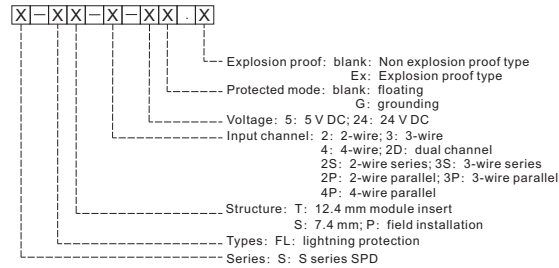 X-XX-X-XX.X
Explosion proof: blank: Non explosion proof type
Ex: Explosion proof type
Protected mode: blank: floating
G: grounding
Voltage: 5: 5 V DC; 24: 24 V DC
Input channel: 2: 2-wire; 3: 3-wire
4: 4-wire; 2D: dual channel
2S: 2-wire series; 3S: 3-wire series
2P: 2-wire parallel; 3P: 3-wire parallel
4P: 4-wire parallel
Structure: T: 12.4 mm module insert
S: 7.4 mm; P: field installation
Types: FL: lightning protection
Series: S: S series SPD